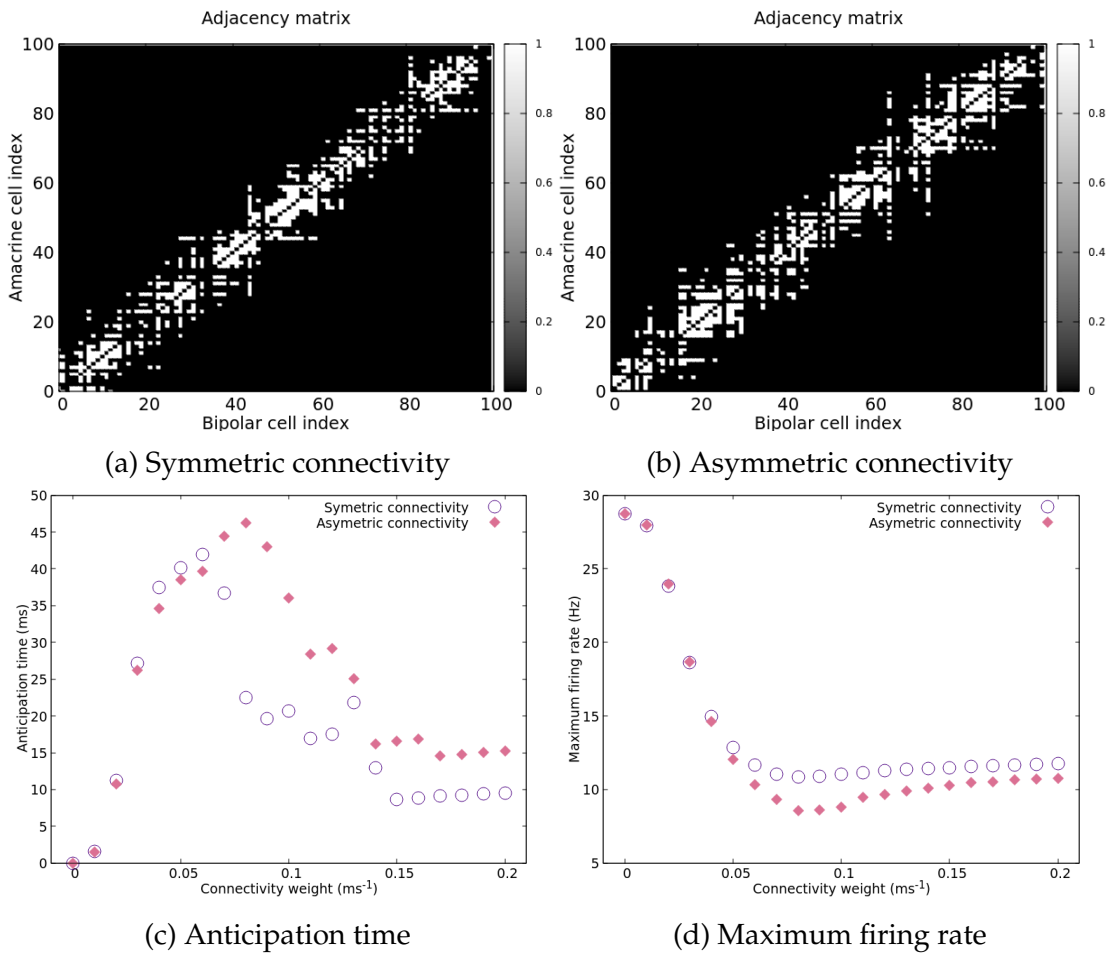 Adjacency matrix
100
80
60
40
20
0
Amacrine cell index
0 20 40 60 80 100
Bipolar cell index
1
0.8
0.6
0.4
0.2
0
(a) Symmetric connectivity
Adjacency matrix
100
80
60
40
20
0
Amacrine cell index
0 20 40 60 80 100
Bipolar cell index
1
0.8
0.6
0.4
0.2
0
(b) Asymmetric connectivity
50
45
40
35
30
25
20
15
10
5
0
Anticipation time (ms)
Symetric connectivity
Asymetric connectivity
0 0.05 0.1 0.15 0.2
Connectivity weight (ms⁻¹)
(c) Anticipation time
30
25
20
15
10
5
Maximum firing rate (Hz)
Symetric connectivity
Asymetric connectivity
0 0.05 0.1 0.15 0.2
Connectivity weight (ms⁻¹)
(d) Maximum firing rate